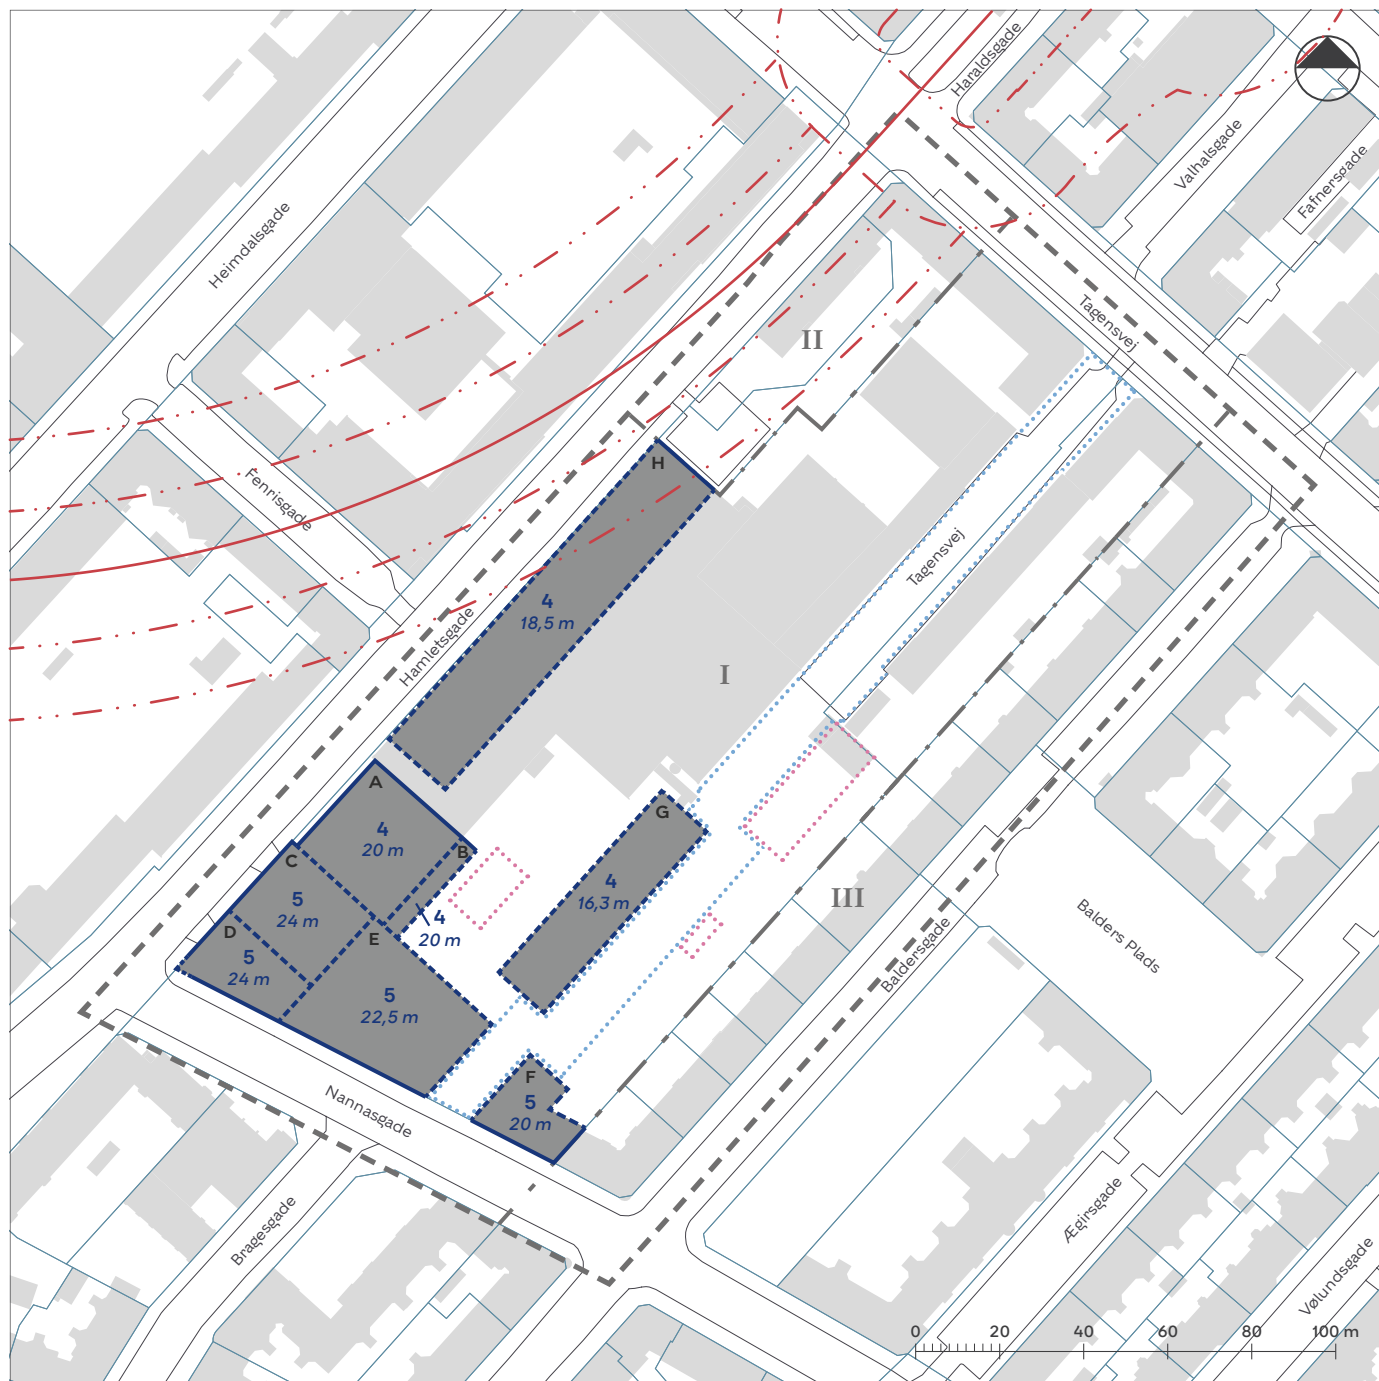 Haraldsgade
Valhalsgade
Fafnersgade
Heimdalsgade
Tagensvej
II
H
Fenrisgade
4
18,5 m
Tagensvej
Hamletsgade
I
A
4
20 m
B
G
4
16,3 m
C
5
24 m
4
20 m
D
5
24 m
E
5
22,5 m
III
Balders Plads
Baldersgade
F
5
20 m
Nannasgade
Bragesgade
Ægirsgade
Vølundsgade
0 20 40 60 80 100 m